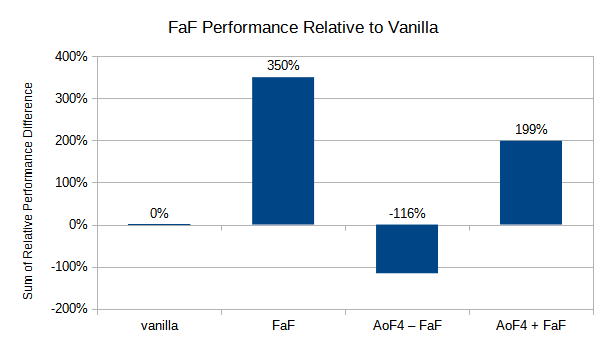 FaF Performance Relative to Vanilla
Sum of Relative Performance Difference
400%
300%
200%
100%
0%
-100%
-200%
0%
350%
-116%
199%
vanilla
FaF
AoF4 – FaF
AoF4 + FaF